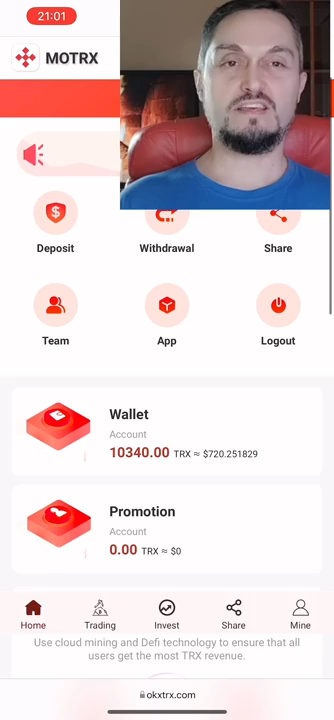 21:01
MOTRX
Deposit
Withdrawal
Share
Team
App
Logout
Wallet
Account
10340.00 TRX ≈ $720.251829
Promotion
Account
0.00 TRX ≈ $0
Home
Trading
Invest
Share
Mine
Use cloud mining and Defi technology to ensure that all
users get the most TRX revenue.
okxtrx.com